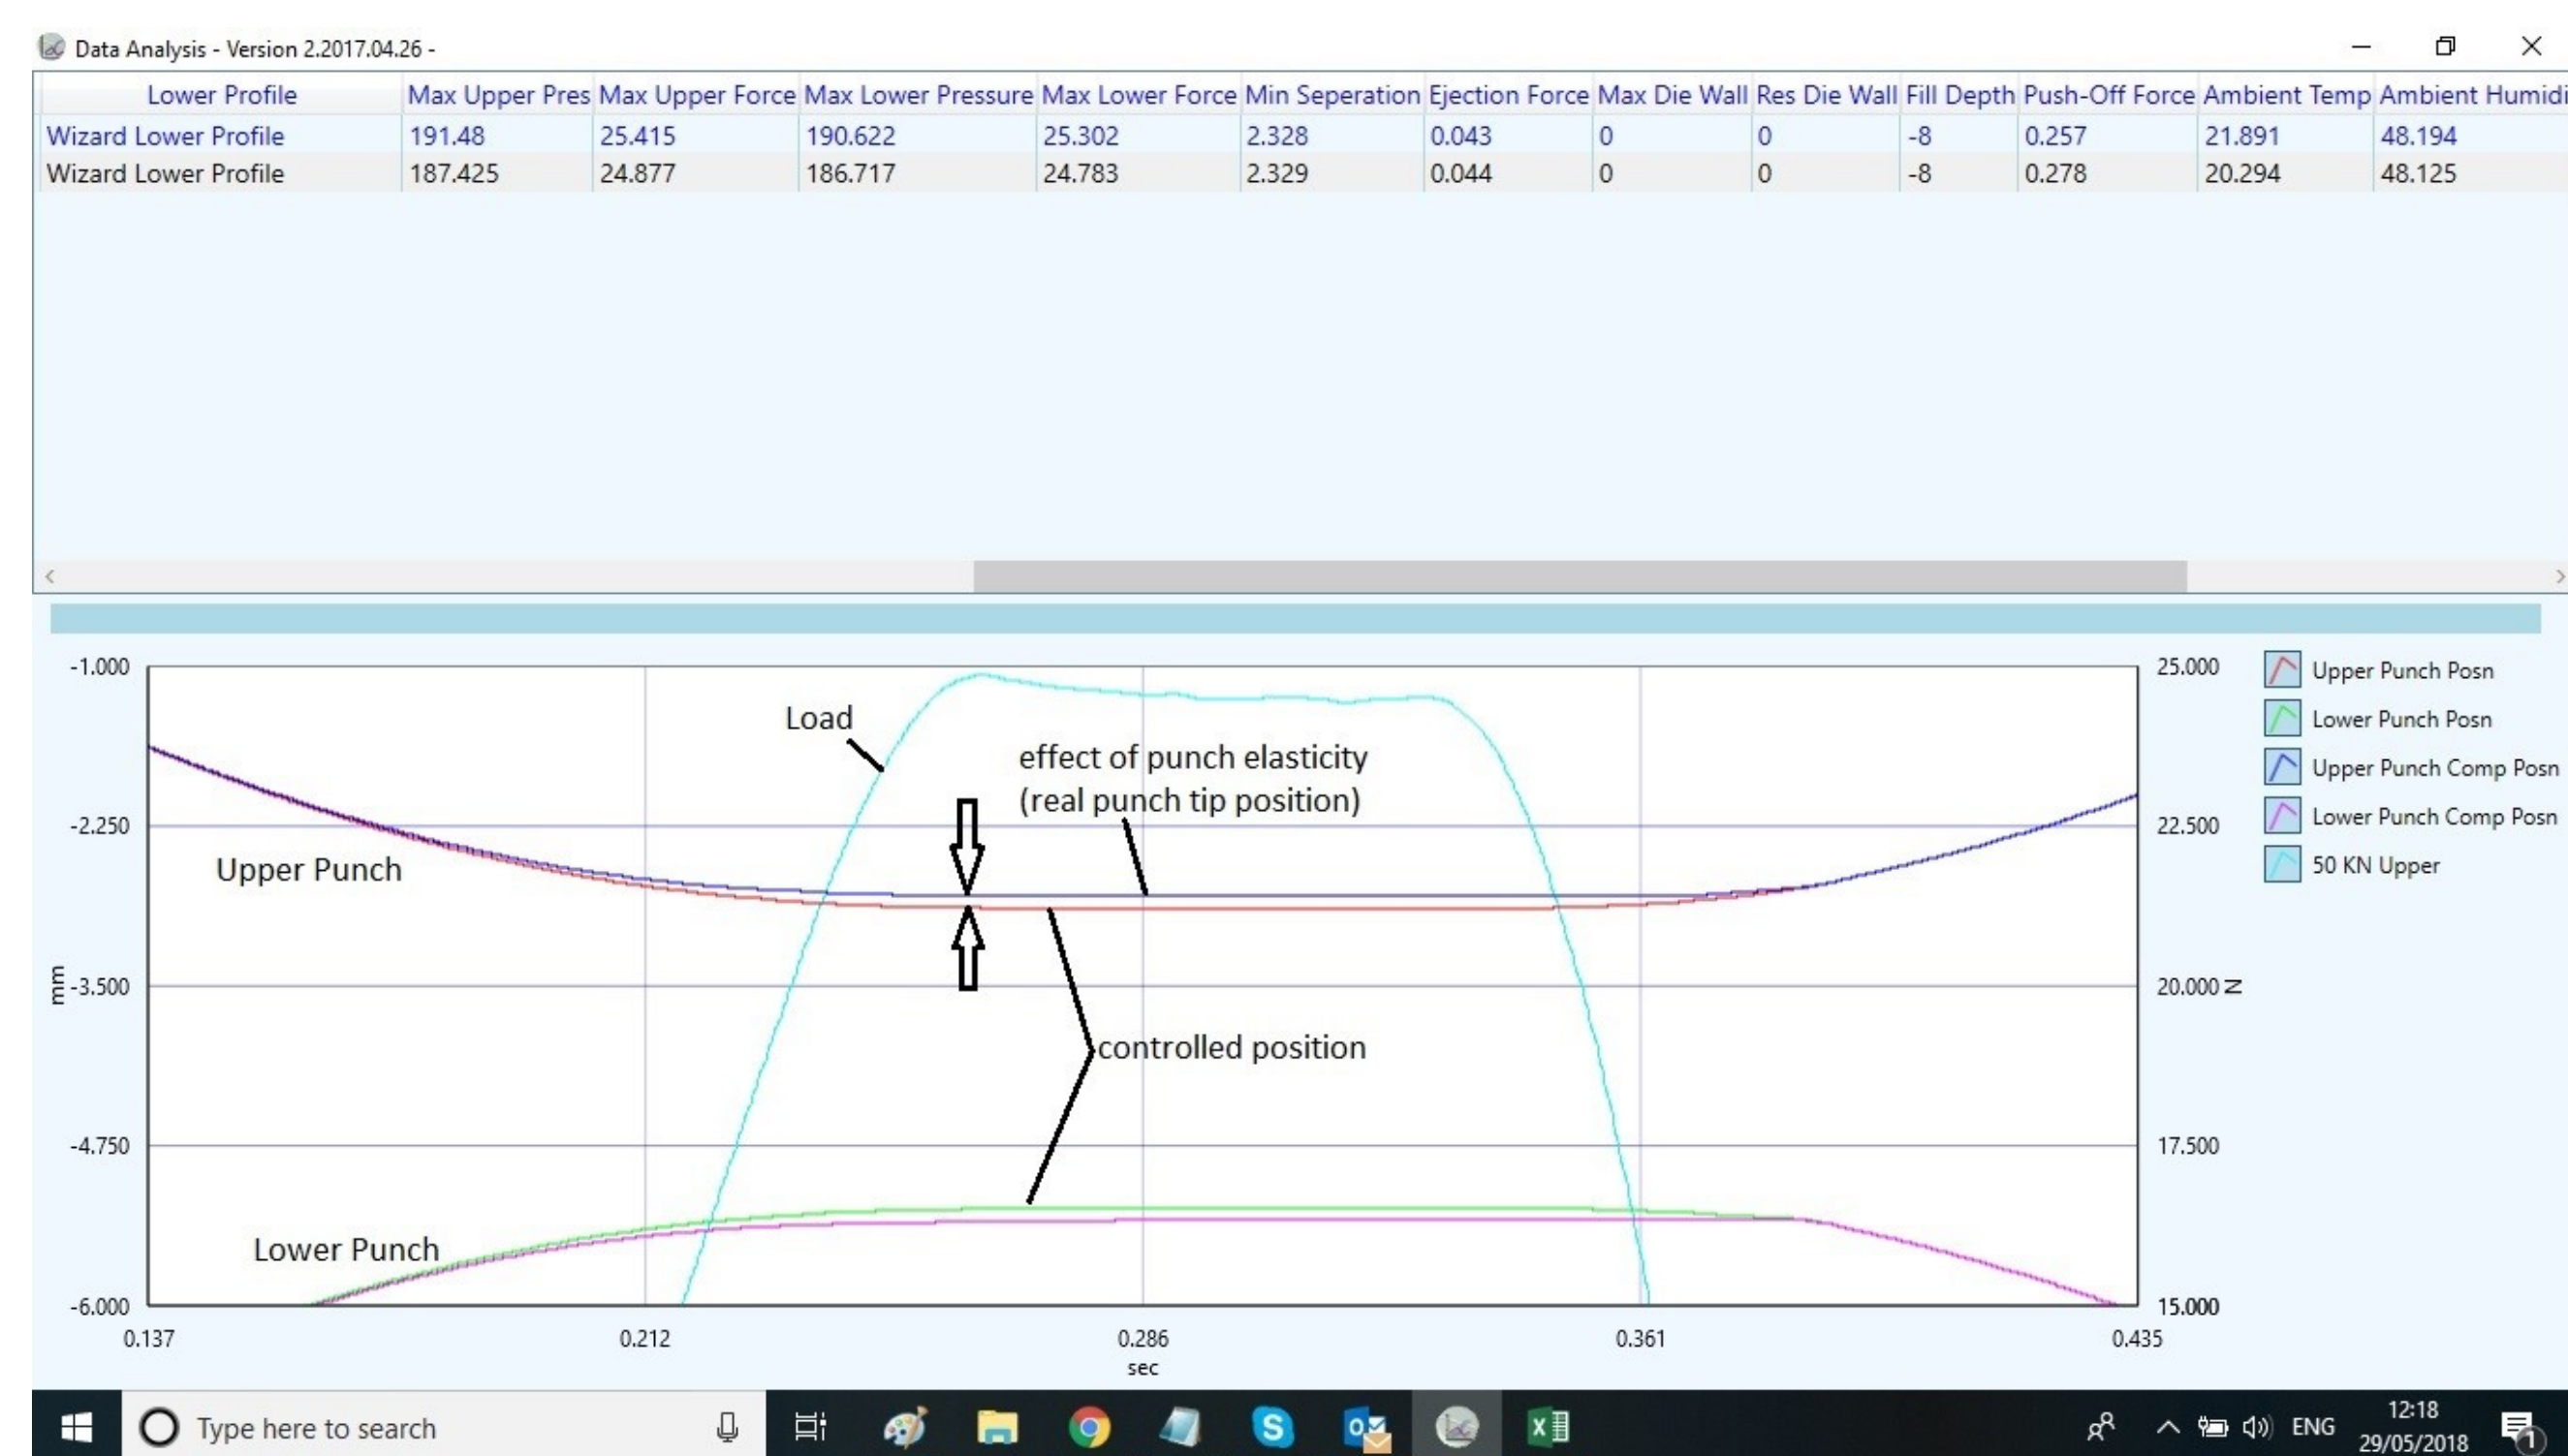 Data Analysis - Version 2.2017.04.26 -
Lower Profile Max Upper Pres Max Upper Force Max Lower Pressure Max Lower Force Min Seperation Ejection Force Max Die Wall Res Die Wall Fill Depth Push-Off Force Ambient Temp Ambient Humidi
Wizard Lower Profile 191.48 25.415 190.622 25.302 2.328 0.043 0 0 -8 0.257 21.891 48.194
Wizard Lower Profile 187.425 24.877 186.717 24.783 2.329 0.044 0 0 -8 0.278 20.294 48.125
-1.000
-2.250
-3.500
-4.750
-6.000
mm
Load
effect of punch elasticity
(real punch tip position)
Upper Punch
controlled position
Lower Punch
25.000
22.500
20.000
17.500
15.000
N
Upper Punch Posn
Lower Punch Posn
Upper Punch Comp Posn
Lower Punch Comp Posn
50 KN Upper
0.137 0.212 0.286 0.361 0.435
sec
Type here to search
ENG
12:18
29/05/2018
1